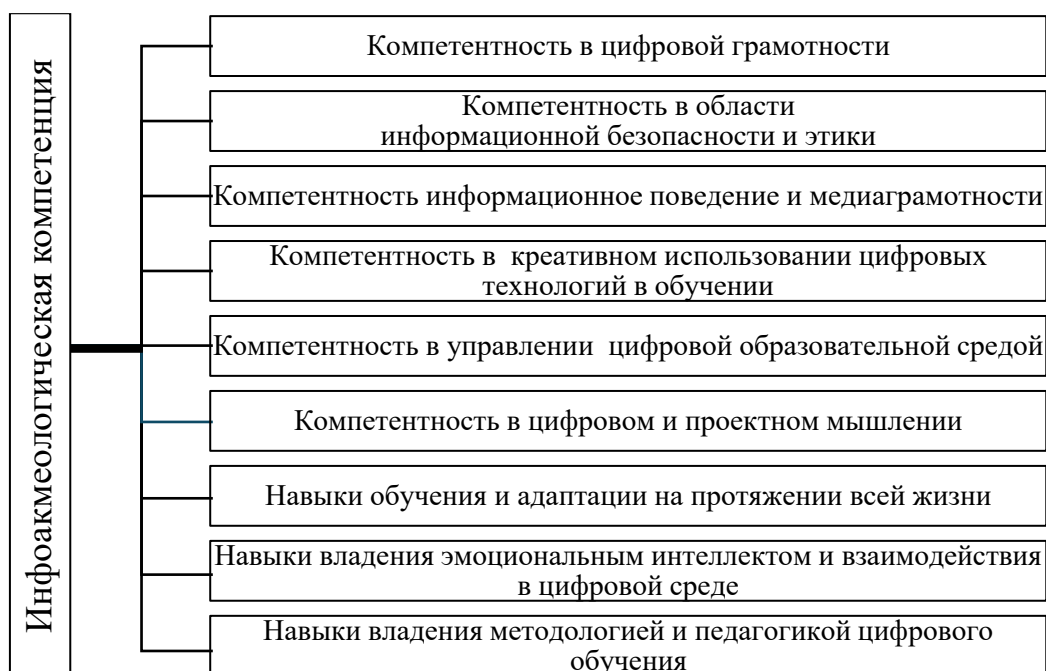 Инфоакмеологическая компетенция
Компетентность в цифровой грамотности
Компетентность в области
информационной безопасности и этики
Компетентность информационное поведение и медиаграмотности
Компетентность в  креативном использовании цифровых
технологий в обучении
Компетентность в управлении  цифровой образовательной средой
Компетентность в цифровом и проектном мышлении
Навыки обучения и адаптации на протяжении всей жизни
Навыки владения эмоциональным интеллектом и взаимодействия
в цифровой среде
Навыки владения методологией и педагогикой цифрового
обучения